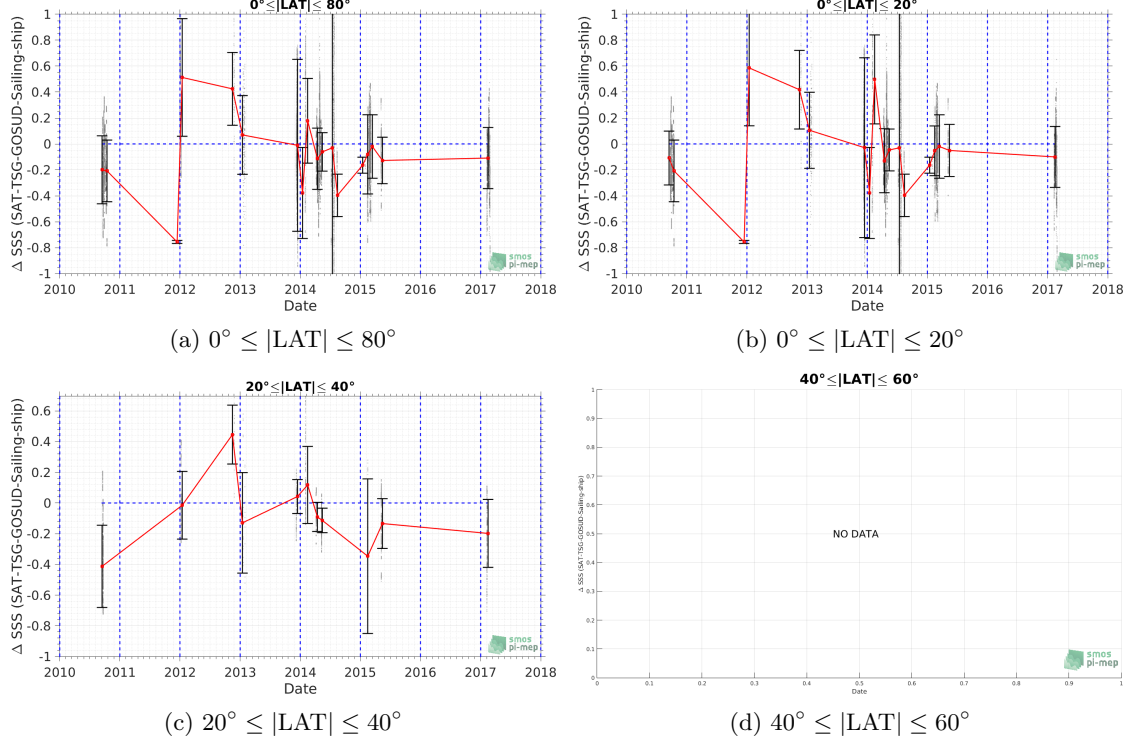 0°≤|LAT|≤ 80°
Δ SSS (SAT-TSG-GOSUD-Sailing-ship)
1
0.8
0.6
0.4
0.2
0
-0.2
-0.4
-0.6
-0.8
-1
2010 2011 2012 2013 2014 2015 2016 2017 2018
Date
smos
pi-mep
(a) 0° ≤ |LAT| ≤ 80°
0°≤|LAT|≤ 20°
Δ SSS (SAT-TSG-GOSUD-Sailing-ship)
1
0.8
0.6
0.4
0.2
0
-0.2
-0.4
-0.6
-0.8
-1
2010 2011 2012 2013 2014 2015 2016 2017 2018
Date
smos
pi-mep
(b) 0° ≤ |LAT| ≤ 20°
20°≤|LAT|≤ 40°
Δ SSS (SAT-TSG-GOSUD-Sailing-ship)
0.6
0.4
0.2
0
-0.2
-0.4
-0.6
-0.8
-1
2010 2011 2012 2013 2014 2015 2016 2017 2018
Date
smos
pi-mep
(c) 20° ≤ |LAT| ≤ 40°
40°≤|LAT|≤ 60°
Δ SSS (SAT-TSG-GOSUD-Sailing-ship)
1
0.9
0.8
0.7
0.6
0.5
0.4
0.3
0.2
0.1
0
NO DATA
0 0.1 0.2 0.3 0.4 0.5 0.6 0.7 0.8 0.9 1
Date
smos
pi-mep
(d) 40° ≤ |LAT| ≤ 60°